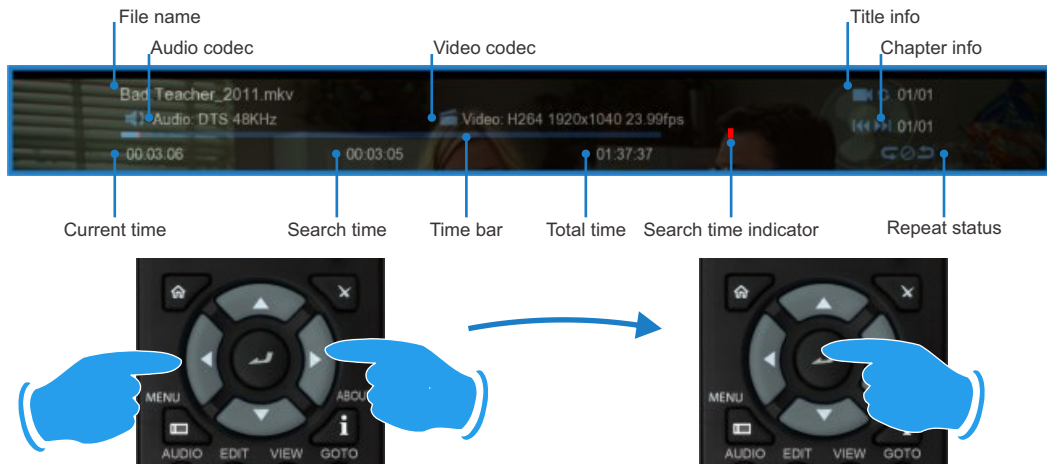 File name
Title info
Audio codec
Video codec
Chapter info
Bad Teacher_2011.mkv
01/01
Audio: DTS 48KHz
Video: H264 1920x1040 23.99fps
01/01
00:03:06
00:03:05
01:37:37
Current time
Search time
Time bar
Total time
Search time indicator
Repeat status
MENU
ABOU
MENU
AUDIO EDIT VIEW GOTO
AUDIO EDIT VIEW GOTO